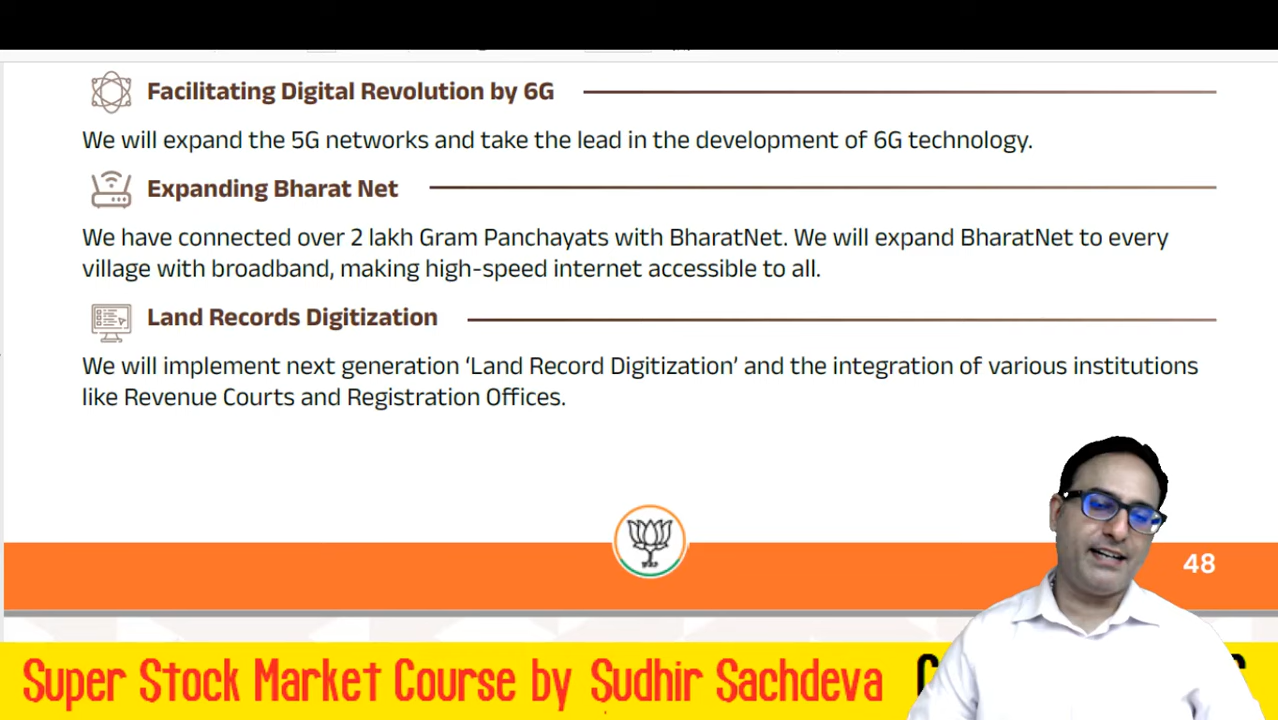 Facilitating Digital Revolution by 6G
We will expand the 5G networks and take the lead in the development of 6G technology.
Expanding Bharat Net
We have connected over 2 lakh Gram Panchayats with BharatNet. We will expand BharatNet to every
village with broadband, making high-speed internet accessible to all.
Land Records Digitization
We will implement next generation ‘Land Record Digitization’ and the integration of various institutions
like Revenue Courts and Registration Offices.
48
Super Stock Market Course by Sudhir Sachdeva